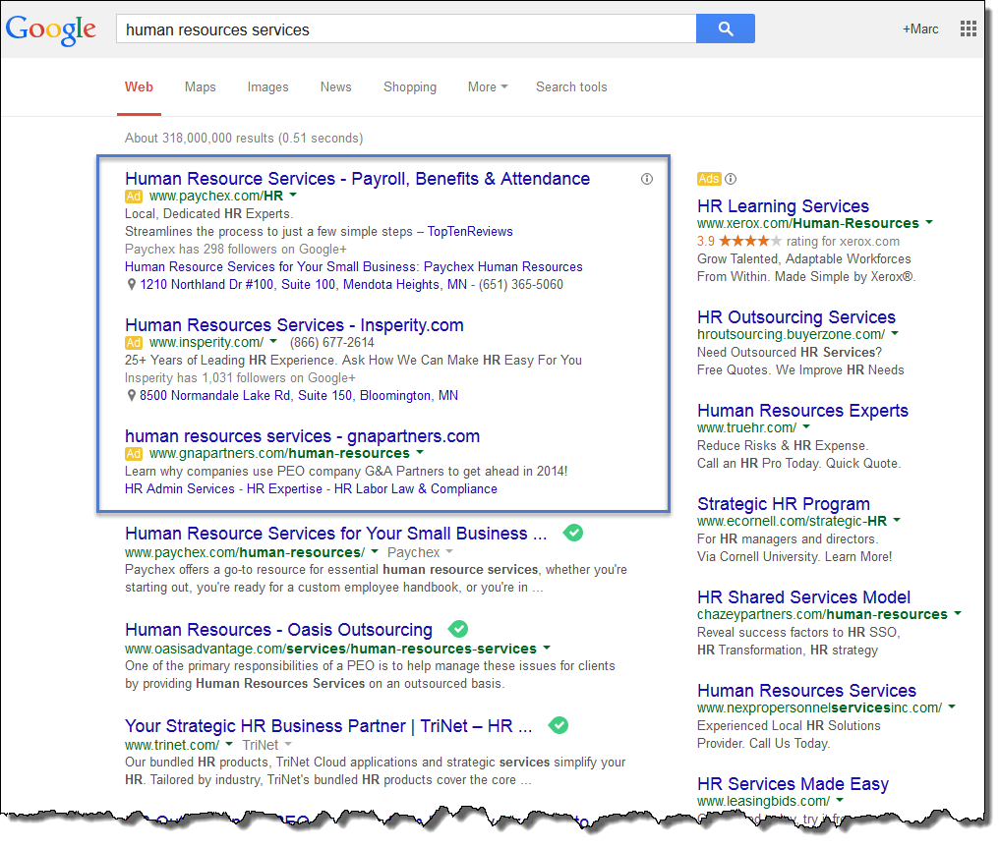 Google
human resources services
+Marc
Web Maps Images News Shopping More Search tools
About 318,000,000 results (0.51 seconds)
Human Resource Services - Payroll, Benefits & Attendance
Ad www.paychex.com/HR
Local, Dedicated HR Experts.
Streamlines the process to just a few simple steps – TopTenReviews
Paychex has 298 followers on Google+
Human Resource Services for Your Small Business: Paychex Human Resources
1210 Northland Dr #100, Suite 100, Mendota Heights, MN - (651) 365-5060
Human Resources Services - Insperity.com
Ad www.insperity.com/ (866) 677-2614
25+ Years of Leading HR Experience. Ask How We Can Make HR Easy For You
Insperity has 1,031 followers on Google+
8500 Normandale Lake Rd, Suite 150, Bloomington, MN
human resources services - gnapartners.com
Ad www.gnapartners.com/human-resources
Learn why companies use PEO company G&A Partners to get ahead in 2014!
HR Admin Services - HR Expertise - HR Labor Law & Compliance
Human Resource Services for Your Small Business ...
www.paychex.com/human-resources/ Paychex
Paychex offers a go-to resource for essential human resource services, whether you're
starting out, you're ready for a custom employee handbook, or you're in ...
Human Resources - Oasis Outsourcing
www.oasisadvantage.com/services/human-resources-services
One of the primary responsibilities of a PEO is to help manage these issues for clients
by providing Human Resources Services on an outsourced basis.
Your Strategic HR Business Partner | TriNet – HR ...
www.trinet.com/ TriNet
Our bundled HR products, TriNet Cloud applications and strategic services simplify your
HR. Tailored by industry, TriNet's bundled HR products cover the core ...
Ads
HR Learning Services
www.xerox.com/Human-Resources
3.9 rating for xerox.com
Grow Talented, Adaptable Workforces
From Within. Made Simple by Xerox®.
HR Outsourcing Services
hroutsourcing.buyerzone.com/
Need Outsourced HR Services?
Free Quotes. We Improve HR Needs
Human Resources Experts
www.truehr.com/
Reduce Risks & HR Expense.
Call an HR Pro Today. Quick Quote.
Strategic HR Program
www.ecornell.com/strategic-HR
For HR managers and directors.
Via Cornell University. Learn More!
HR Shared Services Model
chazeypartners.com/human-resources
Reveal success factors to HR SSO,
HR Transformation, HR strategy
Human Resources Services
www.nexpropersonnelservicesinc.com/
Experienced Local HR Solutions
Provider. Call Us Today.
HR Services Made Easy
www.leasingbids.com/